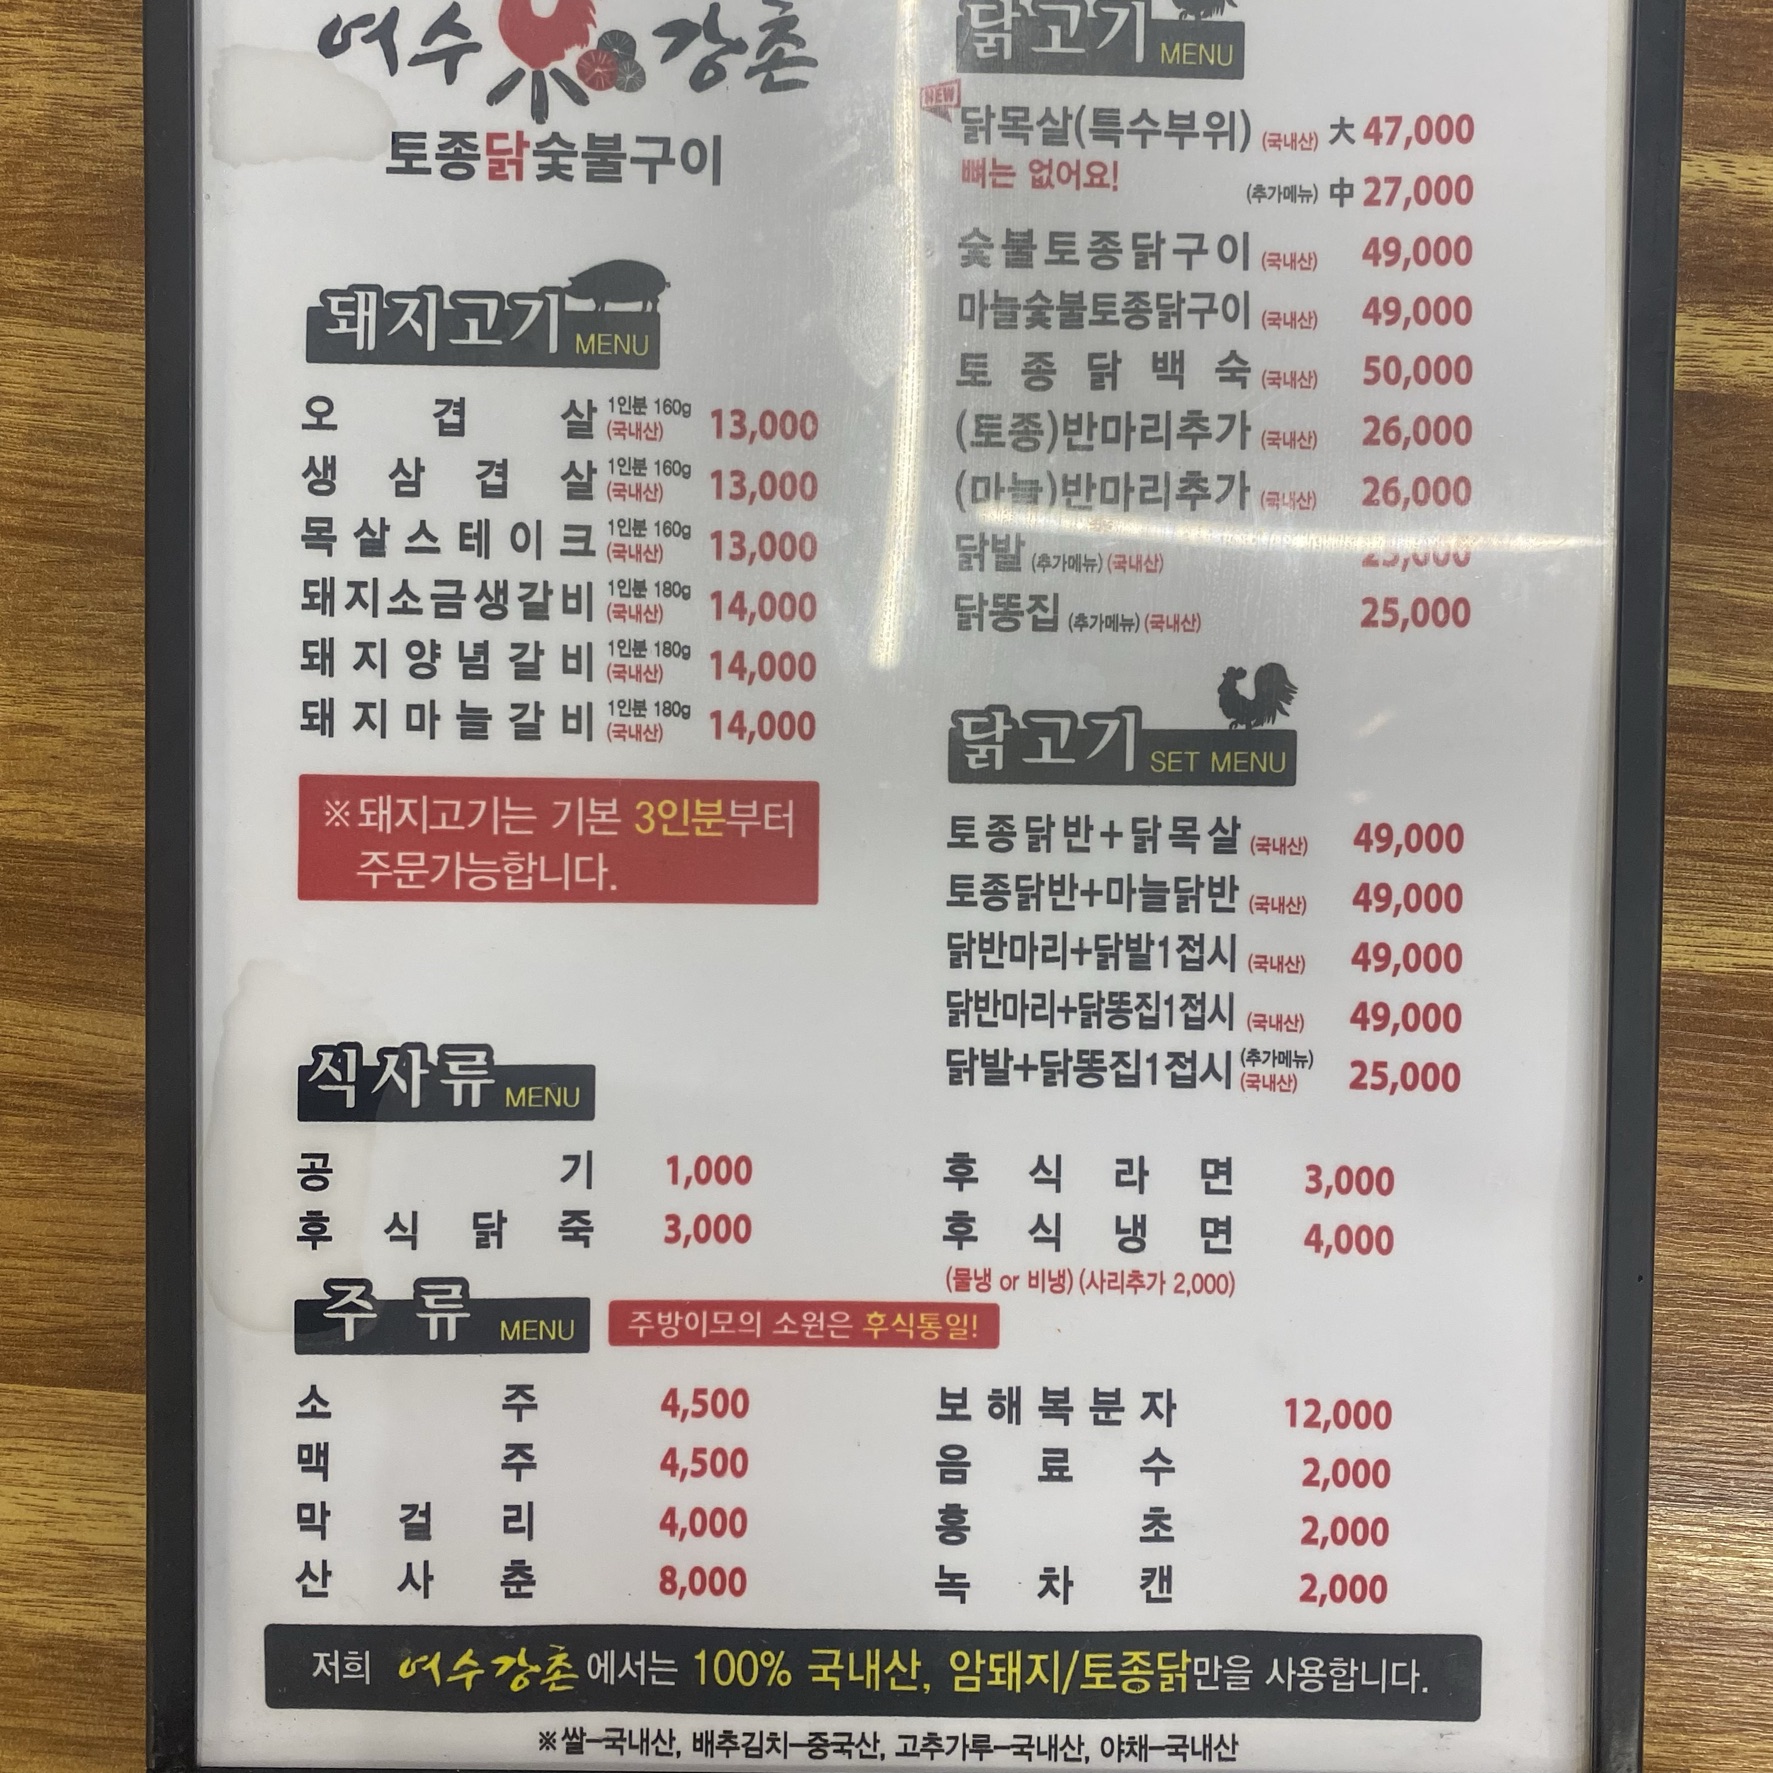 여수강촌
토종닭숯불구이
돼지고기 MENU
오겹살 1인분 160g (국내산) 13,000
생삼겹살 1인분 160g (국내산) 13,000
목살스테이크 1인분 160g (국내산) 13,000
돼지소금생갈비 1인분 180g (국내산) 14,000
돼지양념갈비 1인분 180g (국내산) 14,000
돼지마늘갈비 1인분 180g (국내산) 14,000
※돼지고기는 기본 3인분부터
주문가능합니다.
닭고기 MENU
NEW
닭목살(특수부위) (국내산) 大 47,000
뼈는 없어요! (추가메뉴) 中 27,000
숯불토종닭구이 (국내산) 49,000
마늘숯불토종닭구이 (국내산) 49,000
토종닭백숙 (국내산) 50,000
(토종)반마리추가 (국내산) 26,000
(마늘)반마리추가 (국내산) 26,000
닭발 (추가메뉴) (국내산)
닭똥집 (추가메뉴) (국내산) 25,000
닭고기 SET MENU
토종닭반+닭목살 (국내산) 49,000
토종닭반+마늘닭반 (국내산) 49,000
닭반마리+닭발1접시 (국내산) 49,000
닭반마리+닭똥집1접시 (국내산) 49,000
닭발+닭똥집1접시 (추가메뉴) (국내산) 25,000
식사류 MENU
공기 1,000
후식닭죽 3,000
후식라면 3,000
후식냉면 4,000
(물냉 or 비냉) (사리추가 2,000)
주류 MENU
주방이모의 소원은 후식통일!
소주 4,500
맥주 4,500
막걸리 4,000
산사춘 8,000
보해복분자 12,000
음료수 2,000
홍초 2,000
녹차캔 2,000
저희 여수강촌에서는 100% 국내산, 암돼지/토종닭만을 사용합니다.
※쌀-국내산, 배추김치-중국산, 고추가루-국내산, 야채-국내산